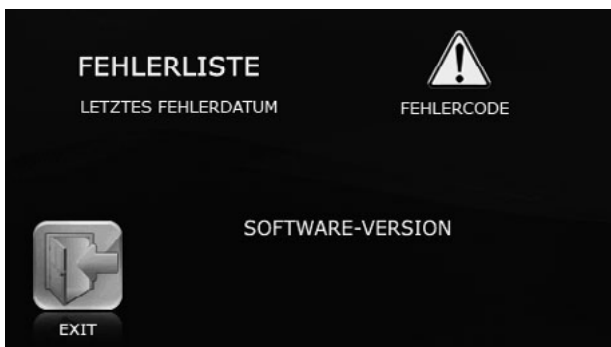 FEHLERLISTE
LETZTES FEHLERDATUM
FEHLERCODE
SOFTWARE-VERSION
EXIT